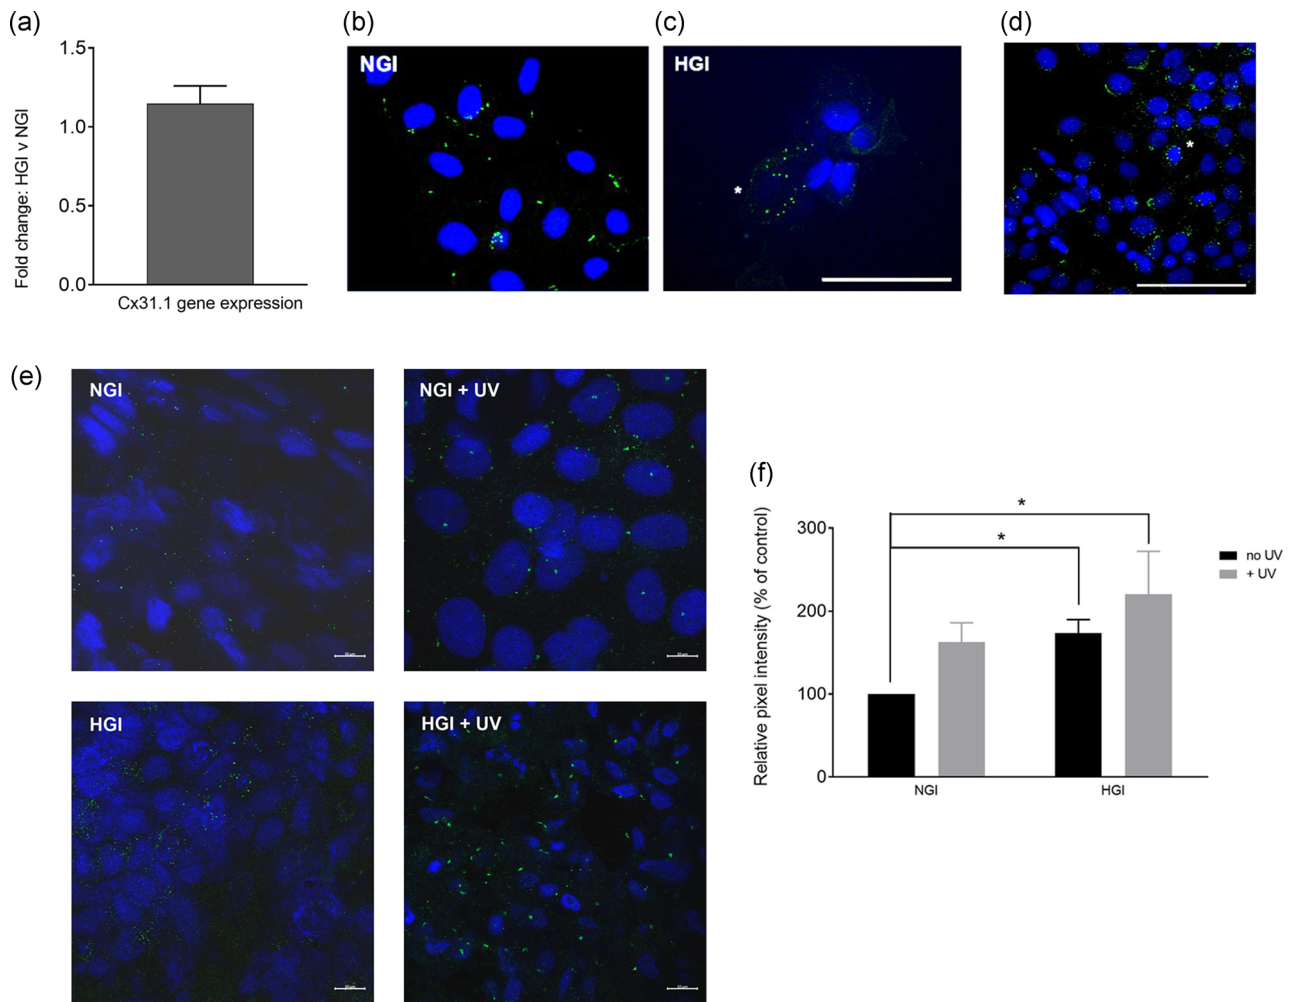 (a)
1.5
1.0
0.5
0.0
Fold change: HGI v NGI
Cx31.1 gene expression
(b)
NGI
(c)
HGI
*
(d)
*
(e)
NGI
NGI + UV
HGI
HGI + UV
(f)
300
200
100
0
Relative pixel intensity (% of control)
*
*
no UV
+ UV
NGI
HGI